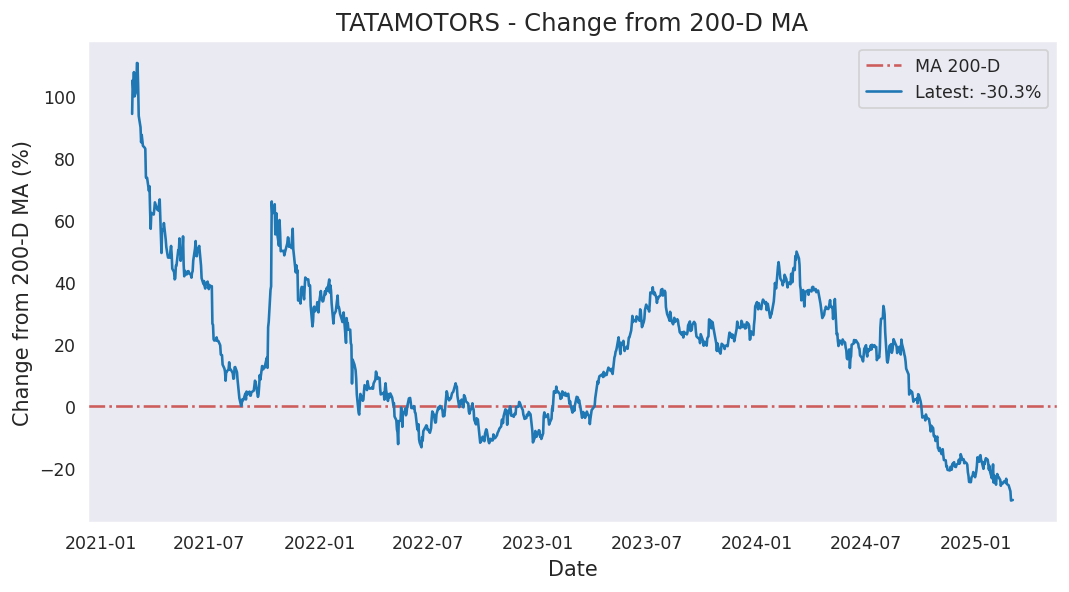 TATAMOTORS - Change from 200-D MA
MA 200-D
Latest: -30.3%
Change from 200-D MA (%)
100
80
60
40
20
0
−20
2021-01 2021-07 2022-01 2022-07 2023-01 2023-07 2024-01 2024-07 2025-01
Date